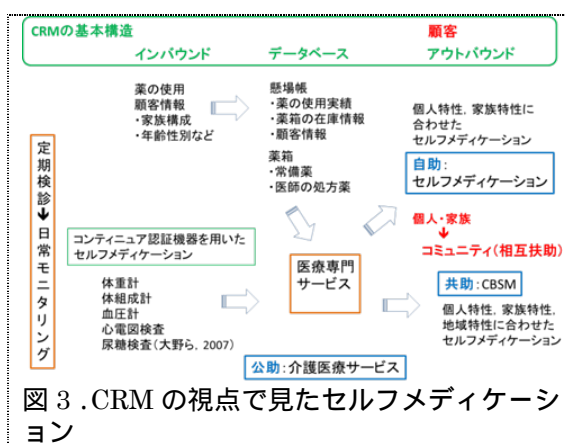 CRMの基本構造
顧客
インバウンド
データベース
アウトバウンド
薬の使用
顧客情報
・家族構成
・年齢性別など
懸場帳
・薬の使用実績
・薬箱の在庫情報
・顧客情報
薬箱
・常備薬
・医師の処方薬
個人特性、家族特性に
合わせた
セルフメディケーション
自助：
セルフメディケーション
定期検診↓日常モニタリング
個人・家族
↓
コミュニティ(相互扶助)
コンティニュア認証機器を用いた
セルフメディケーション
体重計
体組成計
血圧計
心電図検査
尿糖検査(大野ら, 2007)
医療専門
サービス
共助：CBSM
個人特性、家族特性、
地域特性に合わせた
セルフメディケーション
公助：介護医療サービス
図 3 .CRM の視点で見たセルフメディケーシ
ョン